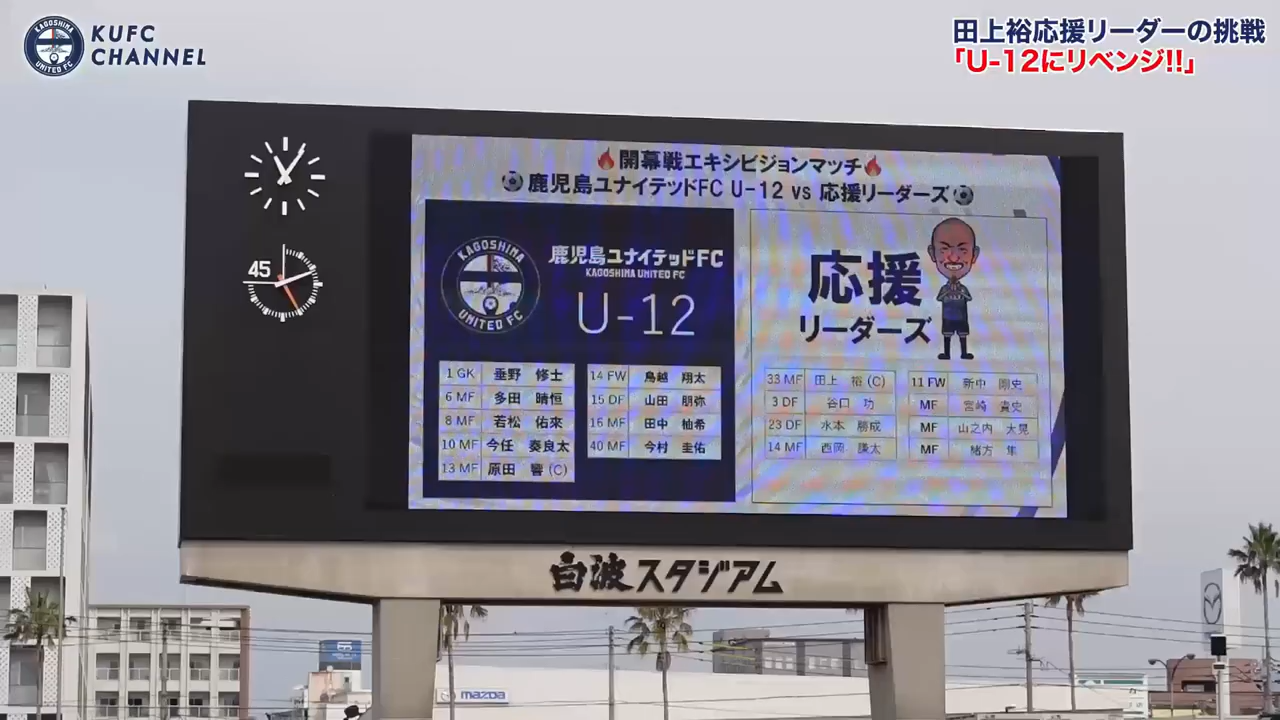 KAGOSHIMA
UNITED FC
KUFC
CHANNEL
田上裕応援リーダーの挑戦
「U-12にリベンジ!!」
開幕戦エキシビジョンマッチ
鹿児島ユナイテッドFC U-12 vs 応援リーダーズ
KAGOSHIMA
UNITED FC
鹿児島ユナイテッドFC
KAGOSHIMA UNITED FC
U-12
1 GK 垂野 修士
6 MF 多田 晴恒
8 MF 若松 佑來
10 MF 今任 奏良太
13 MF 原田 響 (C)
14 FW 鳥越 翔太
15 DF 山田 朋弥
16 MF 田中 柚希
40 MF 今村 圭佑
応援
リーダーズ
33 MF 田上 裕 (C)
3 DF 谷口 功
23 DF 水本 勝成
14 MF 西岡 謙太
11 FW 新中 剛史
MF 宮崎 貴史
MF 山之内 大晃
MF 緒方 隼
45
白波スタジアム
mazda